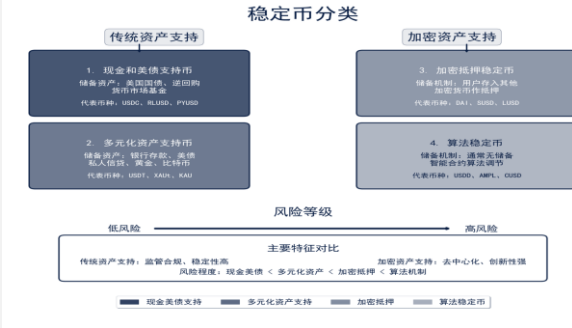 稳定币分类
传统资产支持
加密资产支持
1. 现金和美债支持币
储备资产：美国国债、逆回购
货币市场基金
代表币种：USDC, RLUSD, PYUSD
3. 加密抵押稳定币
储备机制：用户存入其他
加密货币作抵押
代表币种：DAI, SUSD, LUSD
2. 多元化资产支持币
储备资产：银行存款、美债
私人信贷、黄金、比特币
代表币种：USDT, XAUt, KAU
4. 算法稳定币
储备机制：通常无储备
智能合约算法调节
代表币种：USDD, AMPL, CUSD
风险等级
低风险
高风险
主要特征对比
传统资产支持：监管合规、稳定性高
加密资产支持：去中心化、创新性强
风险程度：现金美债 < 多元化资产 < 加密抵押 < 算法机制
现金美债支持
多元化资产支持
加密抵押
算法稳定币